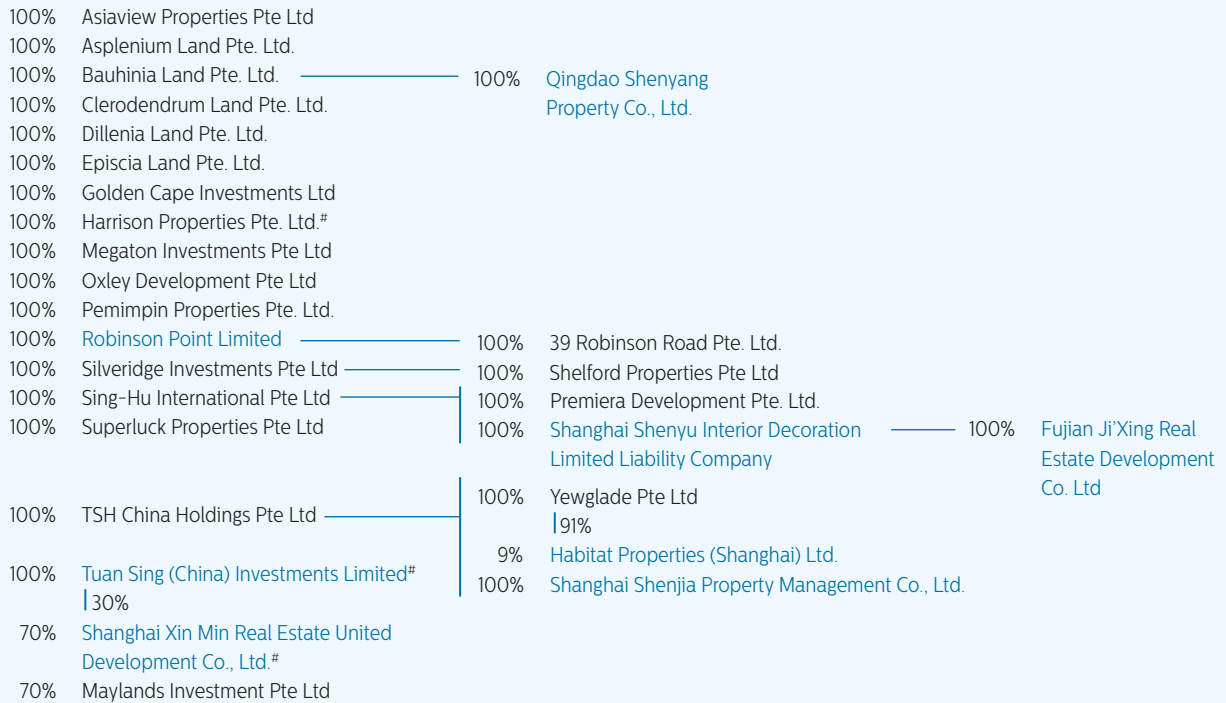 100% Asiaview Properties Pte Ltd
100% Asplenium Land Pte. Ltd.
100% Bauhinia Land Pte. Ltd.
100% Qingdao Shenyang
Property Co., Ltd.
100% Clerodendrum Land Pte. Ltd.
100% Dillenia Land Pte. Ltd.
100% Episcia Land Pte. Ltd.
100% Golden Cape Investments Ltd
100% Harrison Properties Pte. Ltd.#
100% Megaton Investments Pte Ltd
100% Oxley Development Pte Ltd
100% Pemimpin Properties Pte. Ltd.
100% Robinson Point Limited
100% 39 Robinson Road Pte. Ltd.
100% Silveridge Investments Pte Ltd
100% Shelford Properties Pte Ltd
100% Sing-Hu International Pte Ltd
100% Premiera Development Pte. Ltd.
100% Shanghai Shenyu Interior Decoration
Limited Liability Company
100% Fujian Ji’Xing Real
Estate Development
Co. Ltd
100% Superluck Properties Pte Ltd
100% TSH China Holdings Pte Ltd
100% Yewglade Pte Ltd
91%
9% Habitat Properties (Shanghai) Ltd.
100% Shanghai Shenjia Property Management Co., Ltd.
100% Tuan Sing (China) Investments Limited#
30%
70% Shanghai Xin Min Real Estate United
Development Co., Ltd.#
70% Maylands Investment Pte Ltd